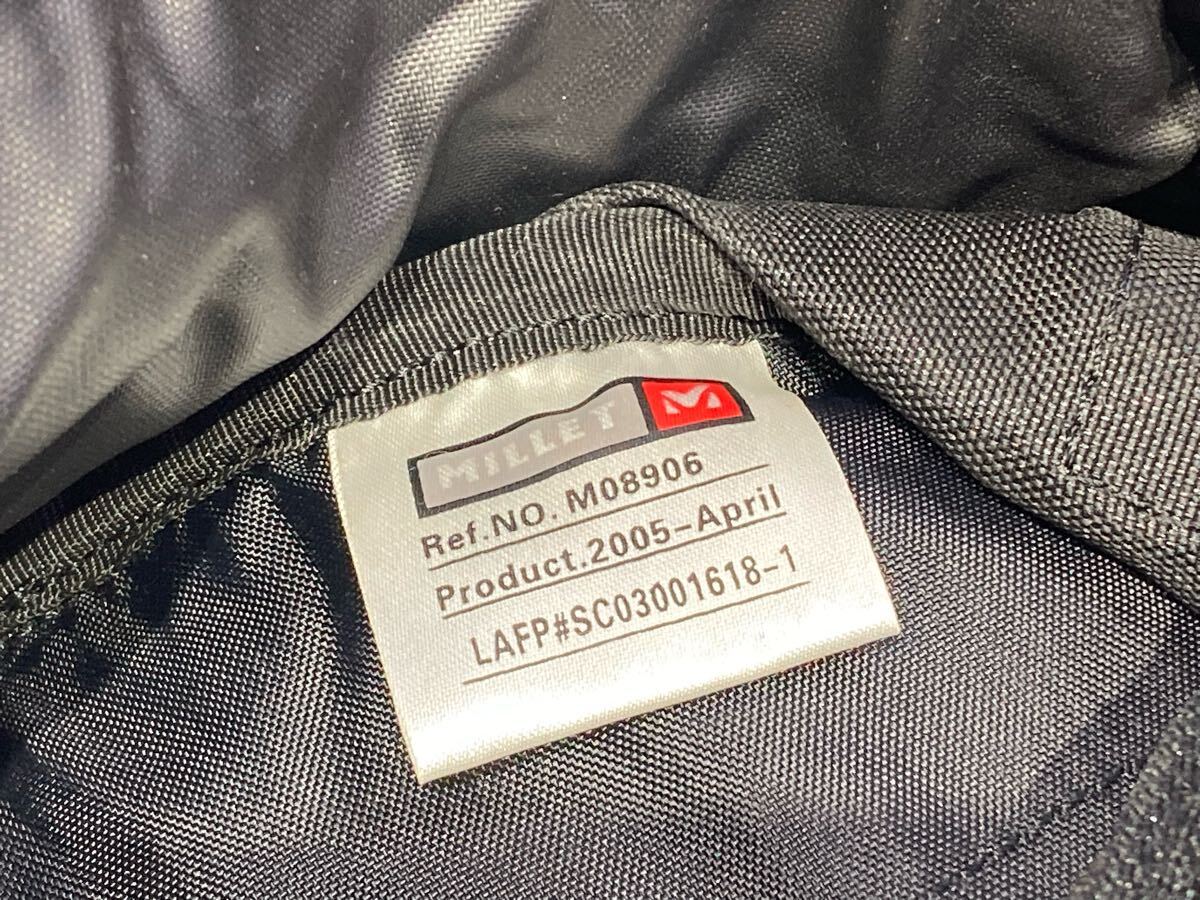 MILLET M
Ref.NO. M08906
Product.2005-April
LAFP#SC03001618-1